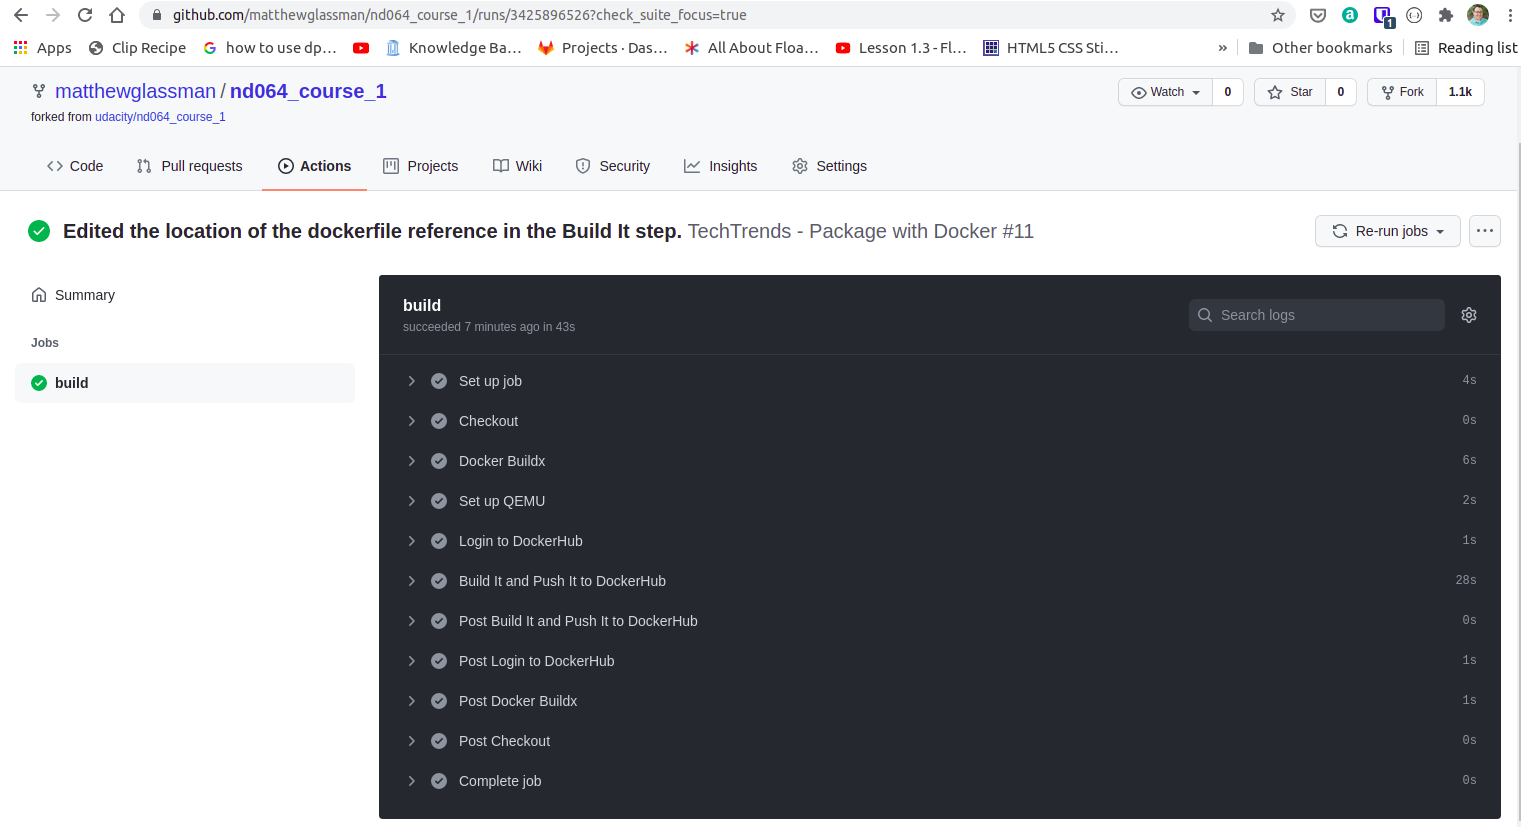 github.com/matthewglassman/nd064_course_1/runs/3425896526?check_suite_focus=true
1
Apps Clip Recipe how to use dp... Knowledge Ba... Projects · Das... All About Floa... Lesson 1.3 - Fl... HTML5 CSS Sti... » Other bookmarks Reading list
matthewglassman / nd064_course_1 Watch 0 Star 0 Fork 1.1k
forked from udacity/nd064_course_1
Code Pull requests Actions Projects Wiki Security Insights Settings
Edited the location of the dockerfile reference in the Build It step. TechTrends - Package with Docker #11 Re-run jobs
Summary
Jobs
build
build
succeeded 7 minutes ago in 43s
Search logs
Set up job 4s
Checkout 0s
Docker Buildx 6s
Set up QEMU 2s
Login to DockerHub 1s
Build It and Push It to DockerHub 28s
Post Build It and Push It to DockerHub 0s
Post Login to DockerHub 1s
Post Docker Buildx 1s
Post Checkout 0s
Complete job 0s